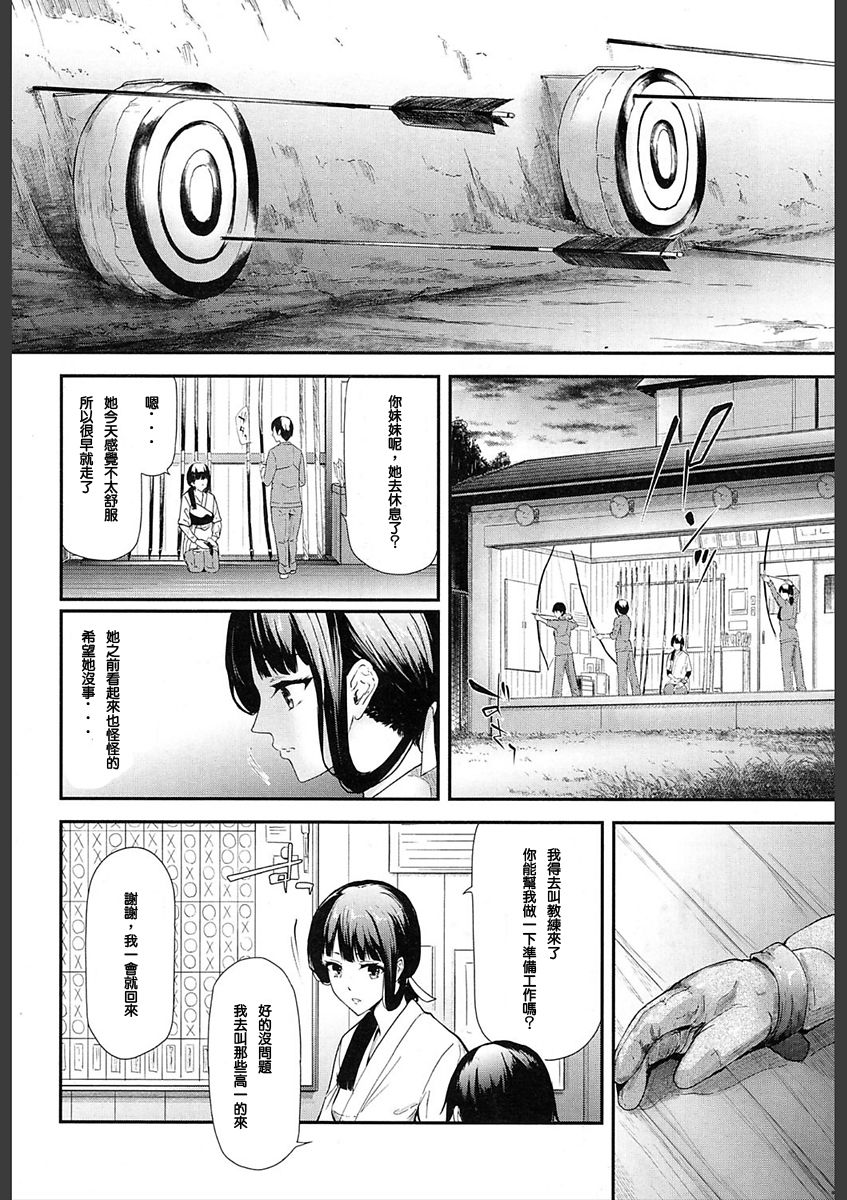 你妹妹呢，她去休息了？
嗯・・・
她今天感覺不太舒服
所以很早就走了
她之前看起來也怪怪的
希望她沒事・・・
我得去叫教練來了
你能幫我做一下準備工作嗎？
好的沒問題
我去叫那些高一的來
謝謝，我一會就回來